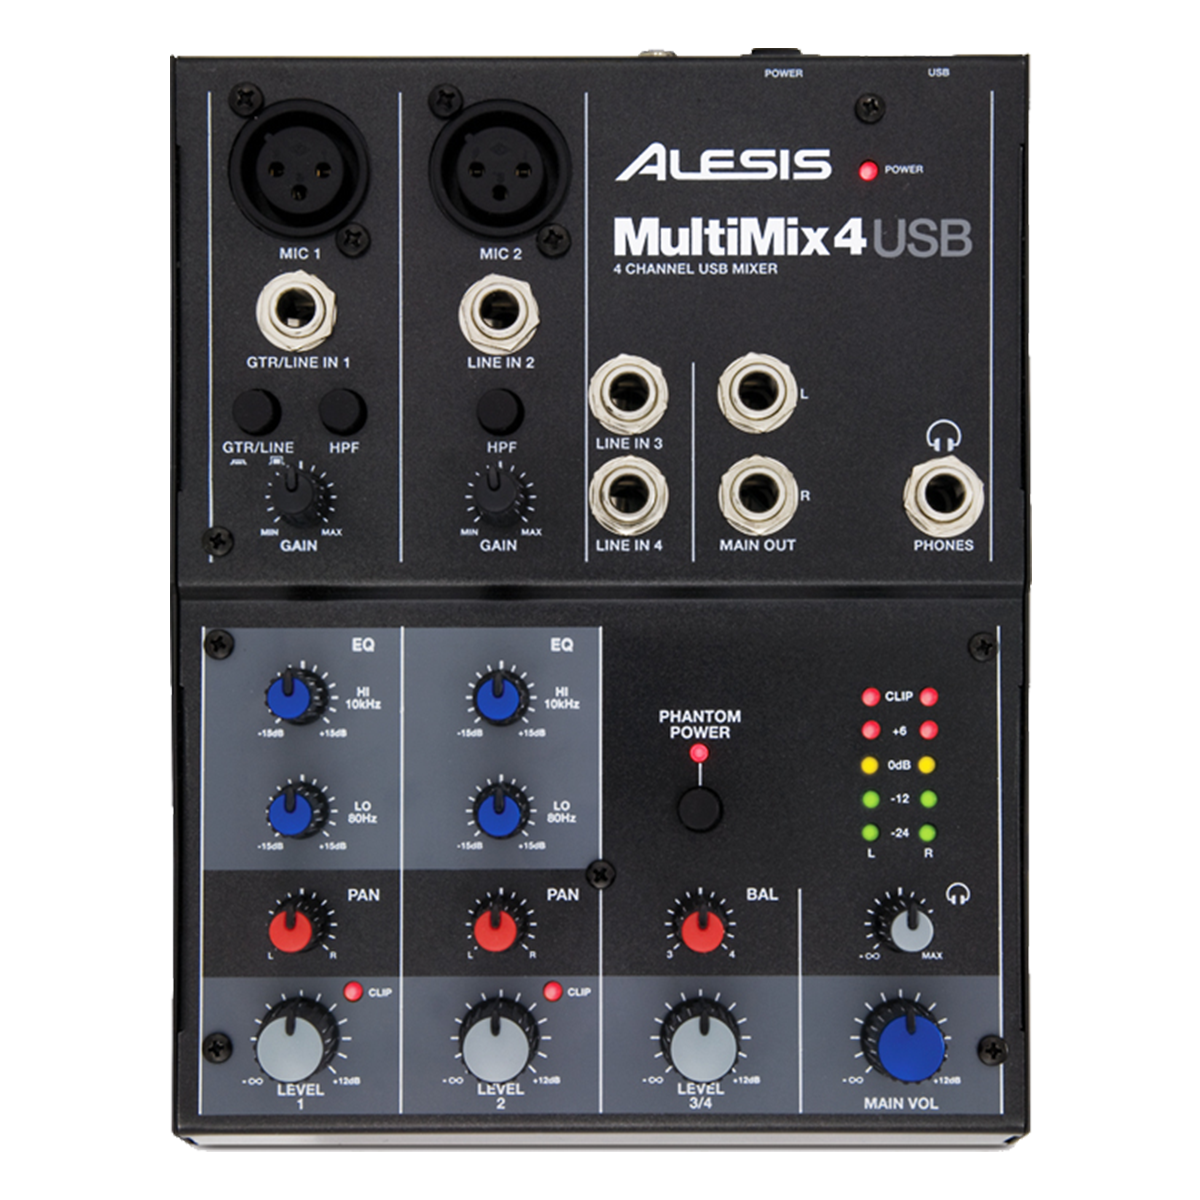 POWER
USB
ALESIS
POWER
MultiMix 4 USB
4 CHANNEL USB MIXER
MIC 1
MIC 2
GTR/LINE IN 1
LINE IN 2
GTR/LINE
HPF
HPF
MIN
MAX
GAIN
MIN
MAX
GAIN
LINE IN 3
LINE IN 4
L
R
MAIN OUT
PHONES
EQ
HI
10kHz
-15dB
+15dB
LO
80Hz
-15dB
+15dB
EQ
HI
10kHz
-15dB
+15dB
LO
80Hz
-15dB
+15dB
PHANTOM
POWER
CLIP
+6
0dB
-12
-24
L
R
PAN
L
R
PAN
L
R
BAL
3
4
-∞
MAX
CLIP
-∞
+12dB
LEVEL
1
CLIP
-∞
+12dB
LEVEL
2
-∞
+12dB
LEVEL
3/4
-∞
+12dB
MAIN VOL